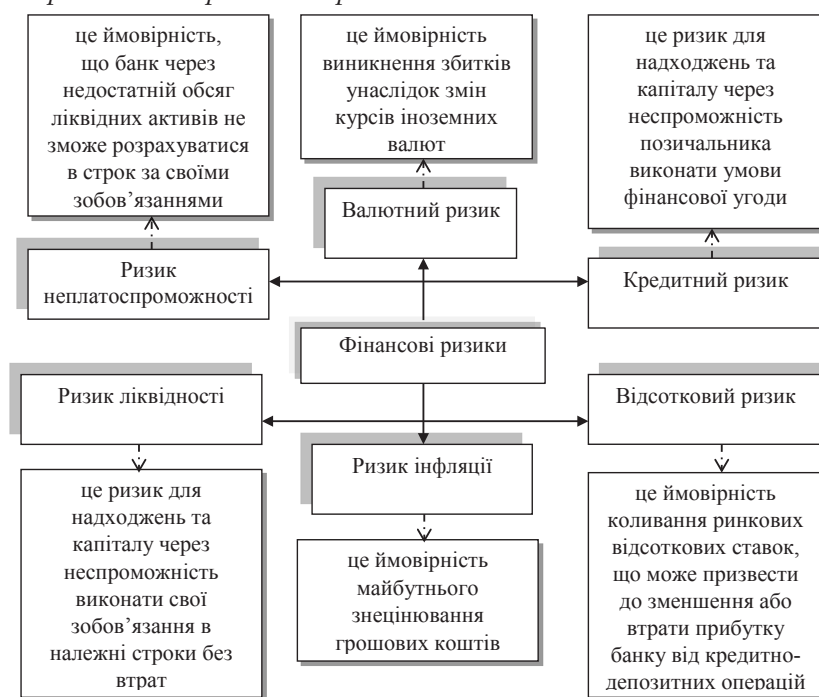 це ймовірність,
що банк через
недостатній обсяг
ліквідних активів не
зможе розрахуватися
в строк за своїми
зобов’язаннями
це ймовірність
виникнення збитків
унаслідок змін
курсів іноземних
валют
це ризик для
надходжень та
капіталу через
неспроможність
позичальника
виконати умови
фінансової угоди
Ризик
неплатоспроможності
Валютний ризик
Кредитний ризик
Фінансові ризики
Ризик ліквідності
Ризик інфляції
Відсотковий ризик
це ризик для
надходжень та
капіталу через
неспроможність
виконати свої
зобов’язання в
належні строки без
втрат
це ймовірність
майбутнього
знецінювання
грошових коштів
це ймовірність
коливання ринкових
відсоткових ставок,
що може призвести
до зменшення або
втрати прибутку
банку від кредитно-
депозитних операцій